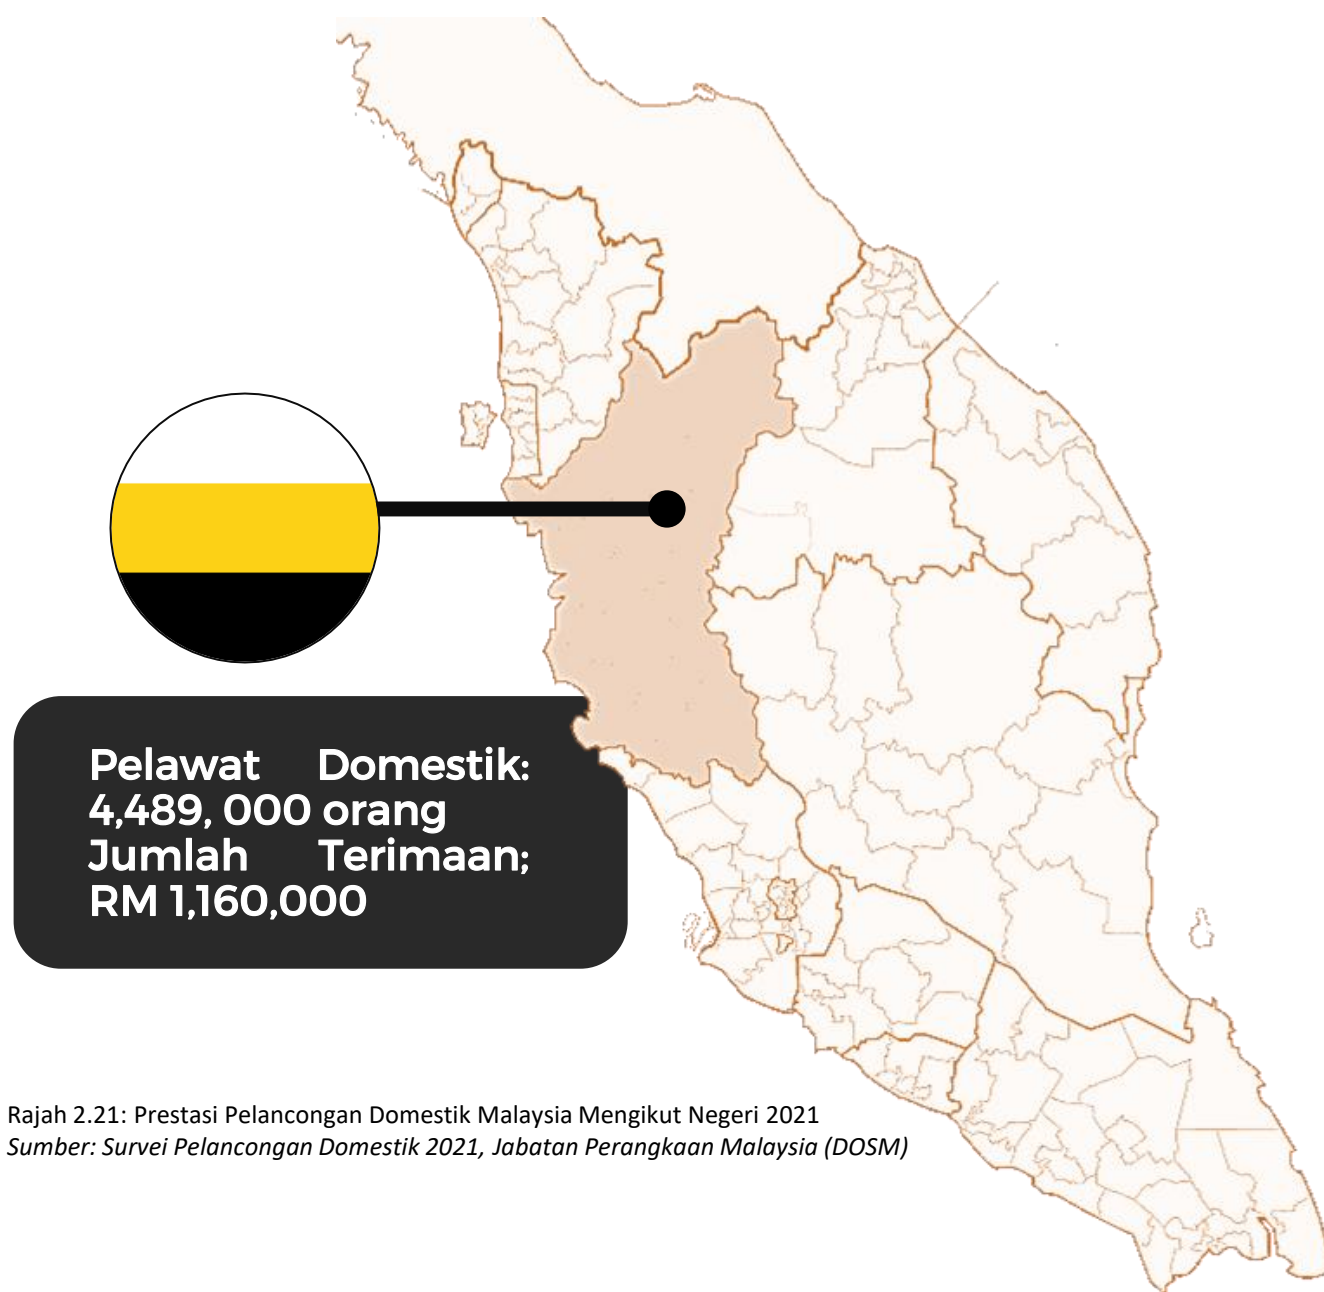 Pelawat Domestik:
4,489, 000 orang
Jumlah Terimaan;
RM 1,160,000
Rajah 2.21: Prestasi Pelancongan Domestik Malaysia Mengikut Negeri 2021
Sumber: Survei Pelancongan Domestik 2021, Jabatan Perangkaan Malaysia (DOSM)